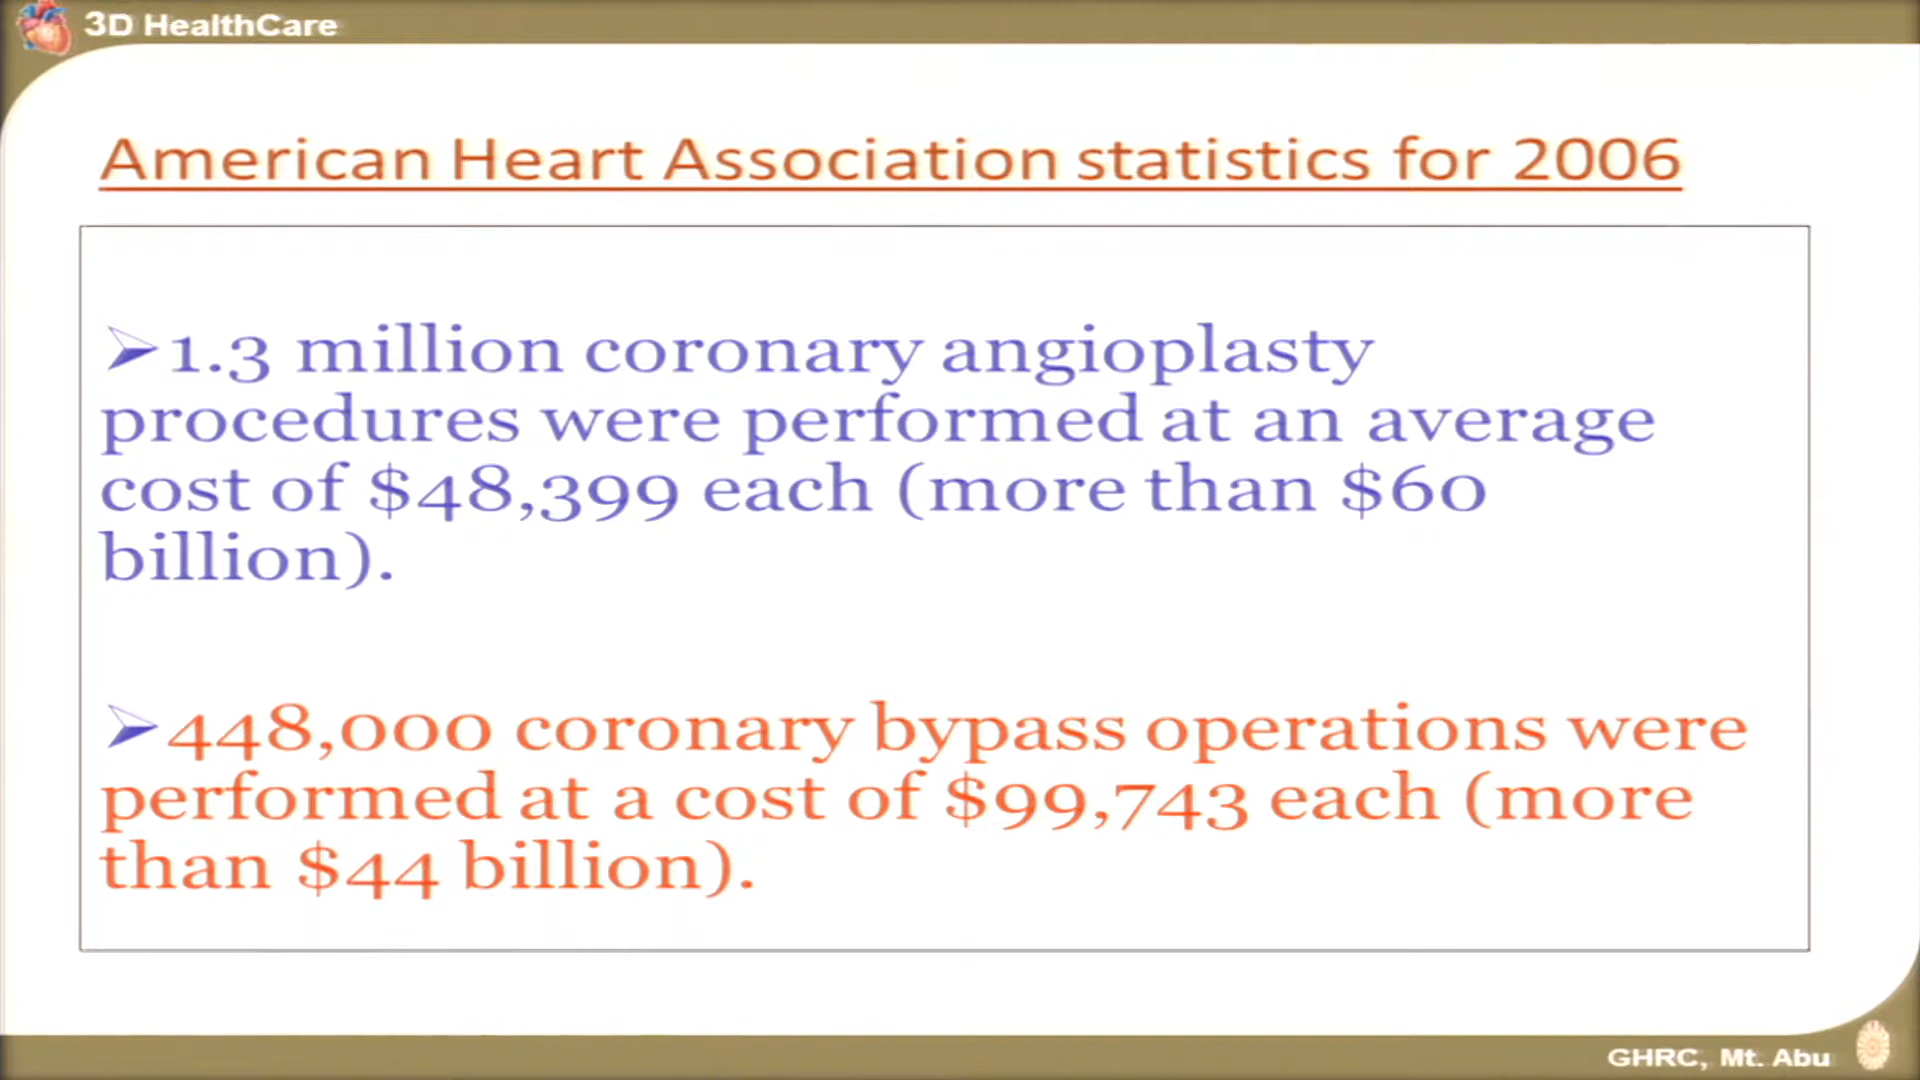 3D HealthCare
American Heart Association statistics for 2006
➢1.3 million coronary angioplasty
procedures were performed at an average
cost of $48,399 each (more than $60
billion).
➢448,000 coronary bypass operations were
performed at a cost of $99,743 each (more
than $44 billion).
GHRC, Mt. Abu